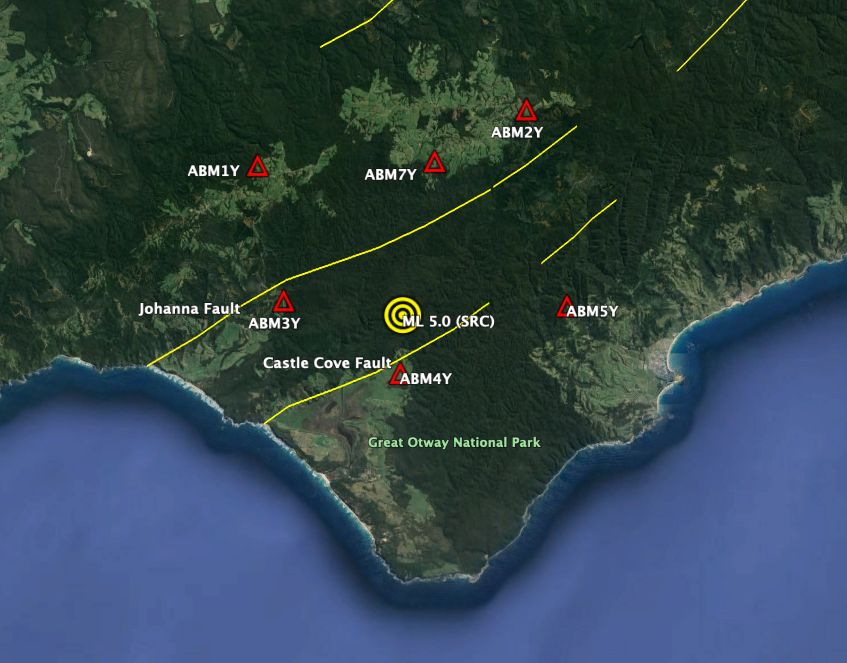 ABM2Y
ABM1Y
ABM7Y
Johanna Fault
ABM3Y
ML 5.0 (SRC)
ABM5Y
Castle Cove Fault
ABM4Y
Great Otway National Park